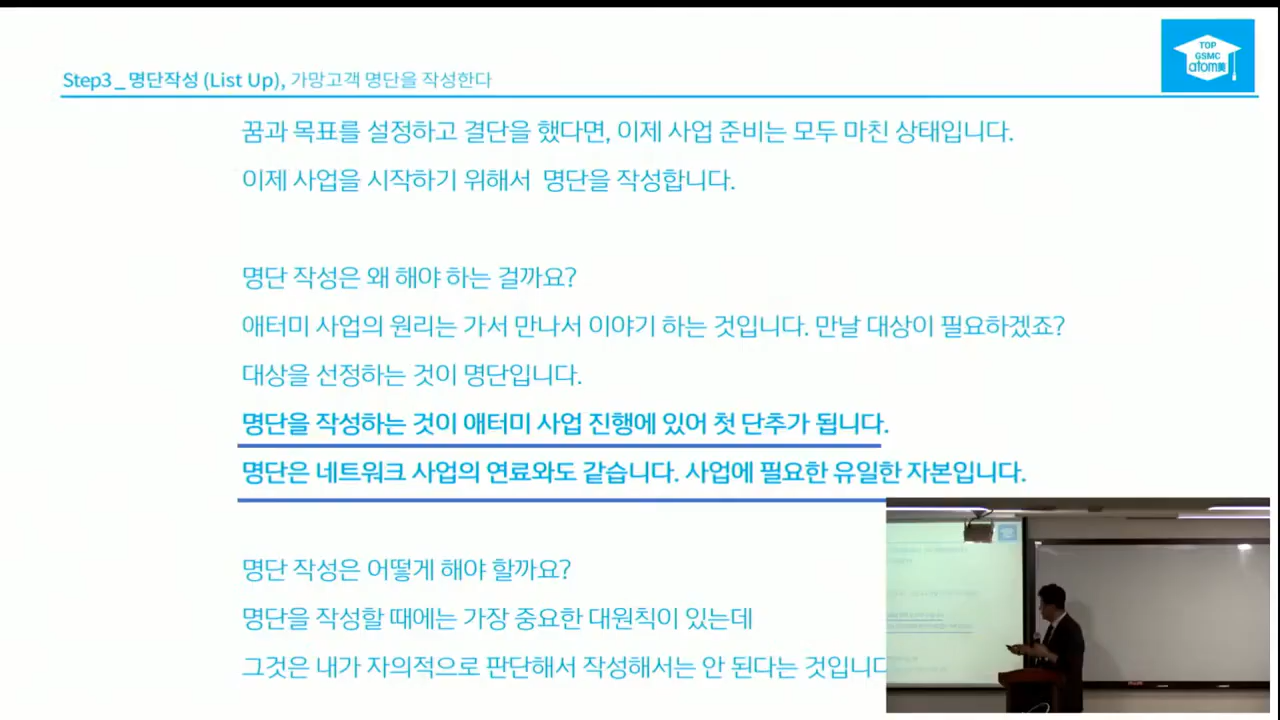 TOP
GSMC
atom美
Step3 _ 명단작성 (List Up), 가망고객 명단을 작성한다
꿈과 목표를 설정하고 결단을 했다면, 이제 사업 준비는 모두 마친 상태입니다.
이제 사업을 시작하기 위해서 명단을 작성합니다.
명단 작성은 왜 해야 하는 걸까요?
애터미 사업의 원리는 가서 만나서 이야기 하는 것입니다. 만날 대상이 필요하겠죠?
대상을 선정하는 것이 명단입니다.
명단을 작성하는 것이 애터미 사업 진행에 있어 첫 단추가 됩니다.
명단은 네트워크 사업의 연료와도 같습니다. 사업에 필요한 유일한 자본입니다.
명단 작성은 어떻게 해야 할까요?
명단을 작성할 때에는 가장 중요한 대원칙이 있는데
그것은 내가 자의적으로 판단해서 작성해서는 안 된다는 것입니다